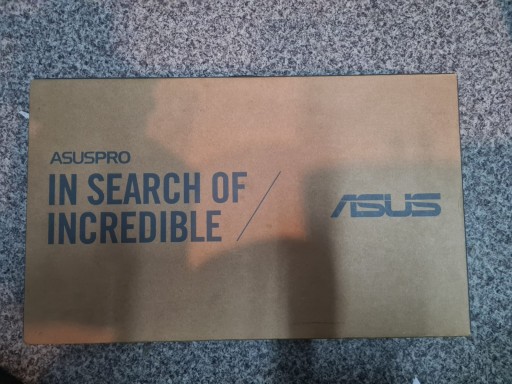 ASUSPRO
IN SEARCH OF
INCREDIBLE
ASUS